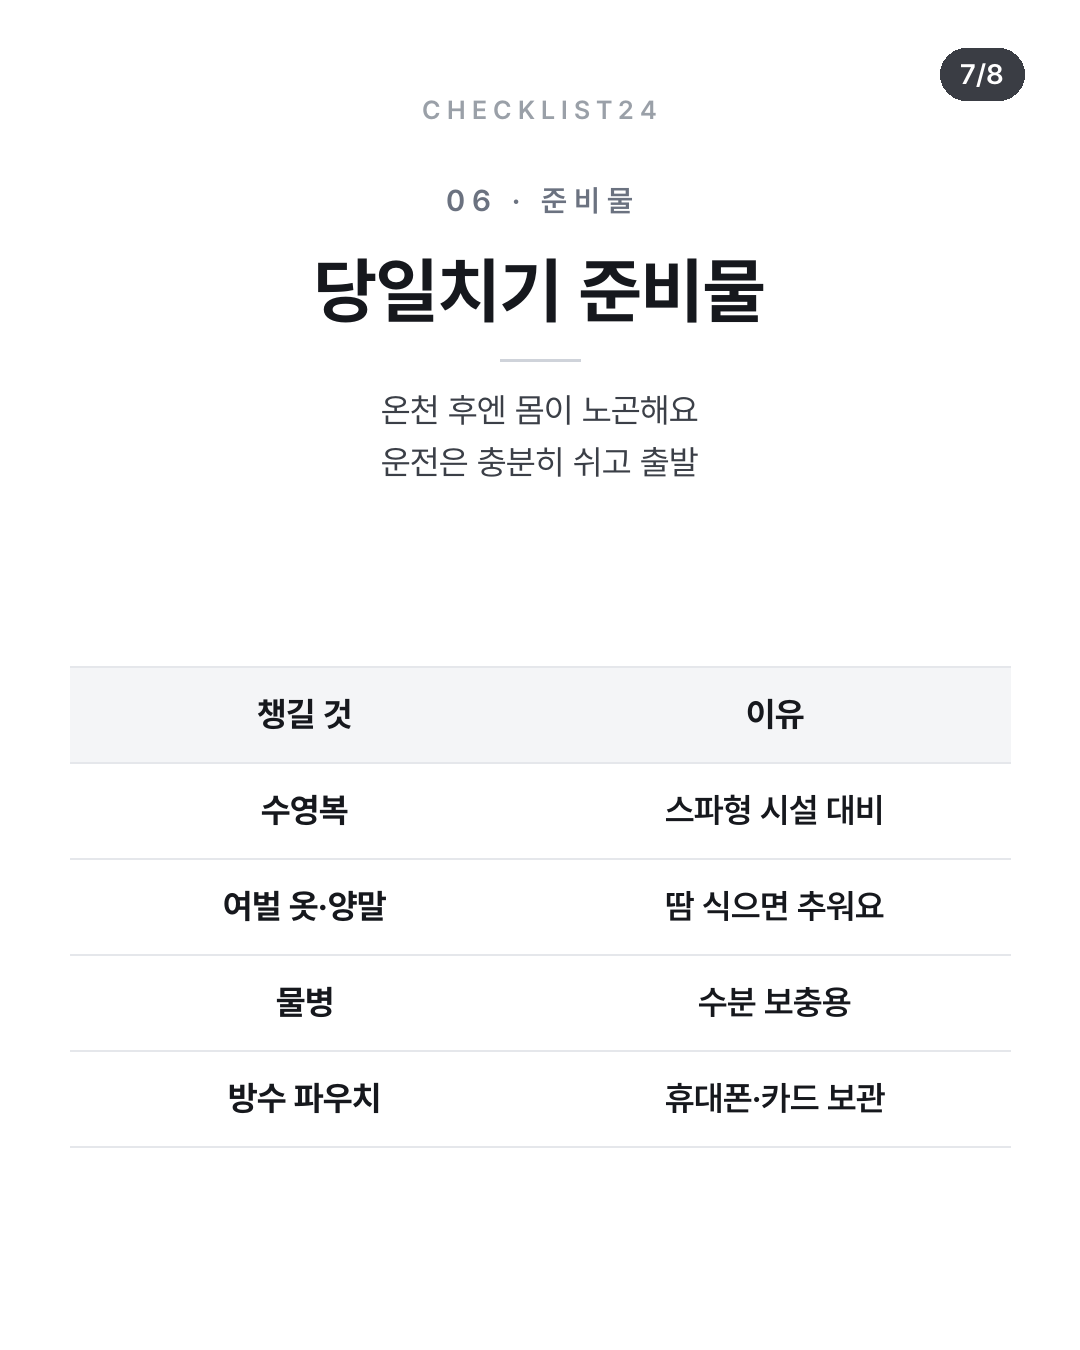 7/8
CHECKLIST24
06 · 준비물
당일치기 준비물
온천 후엔 몸이 노곤해요
운전은 충분히 쉬고 출발
챙길 것 이유
수영복 스파형 시설 대비
여벌 옷·양말 땀 식으면 추워요
물병 수분 보충용
방수 파우치 휴대폰·카드 보관